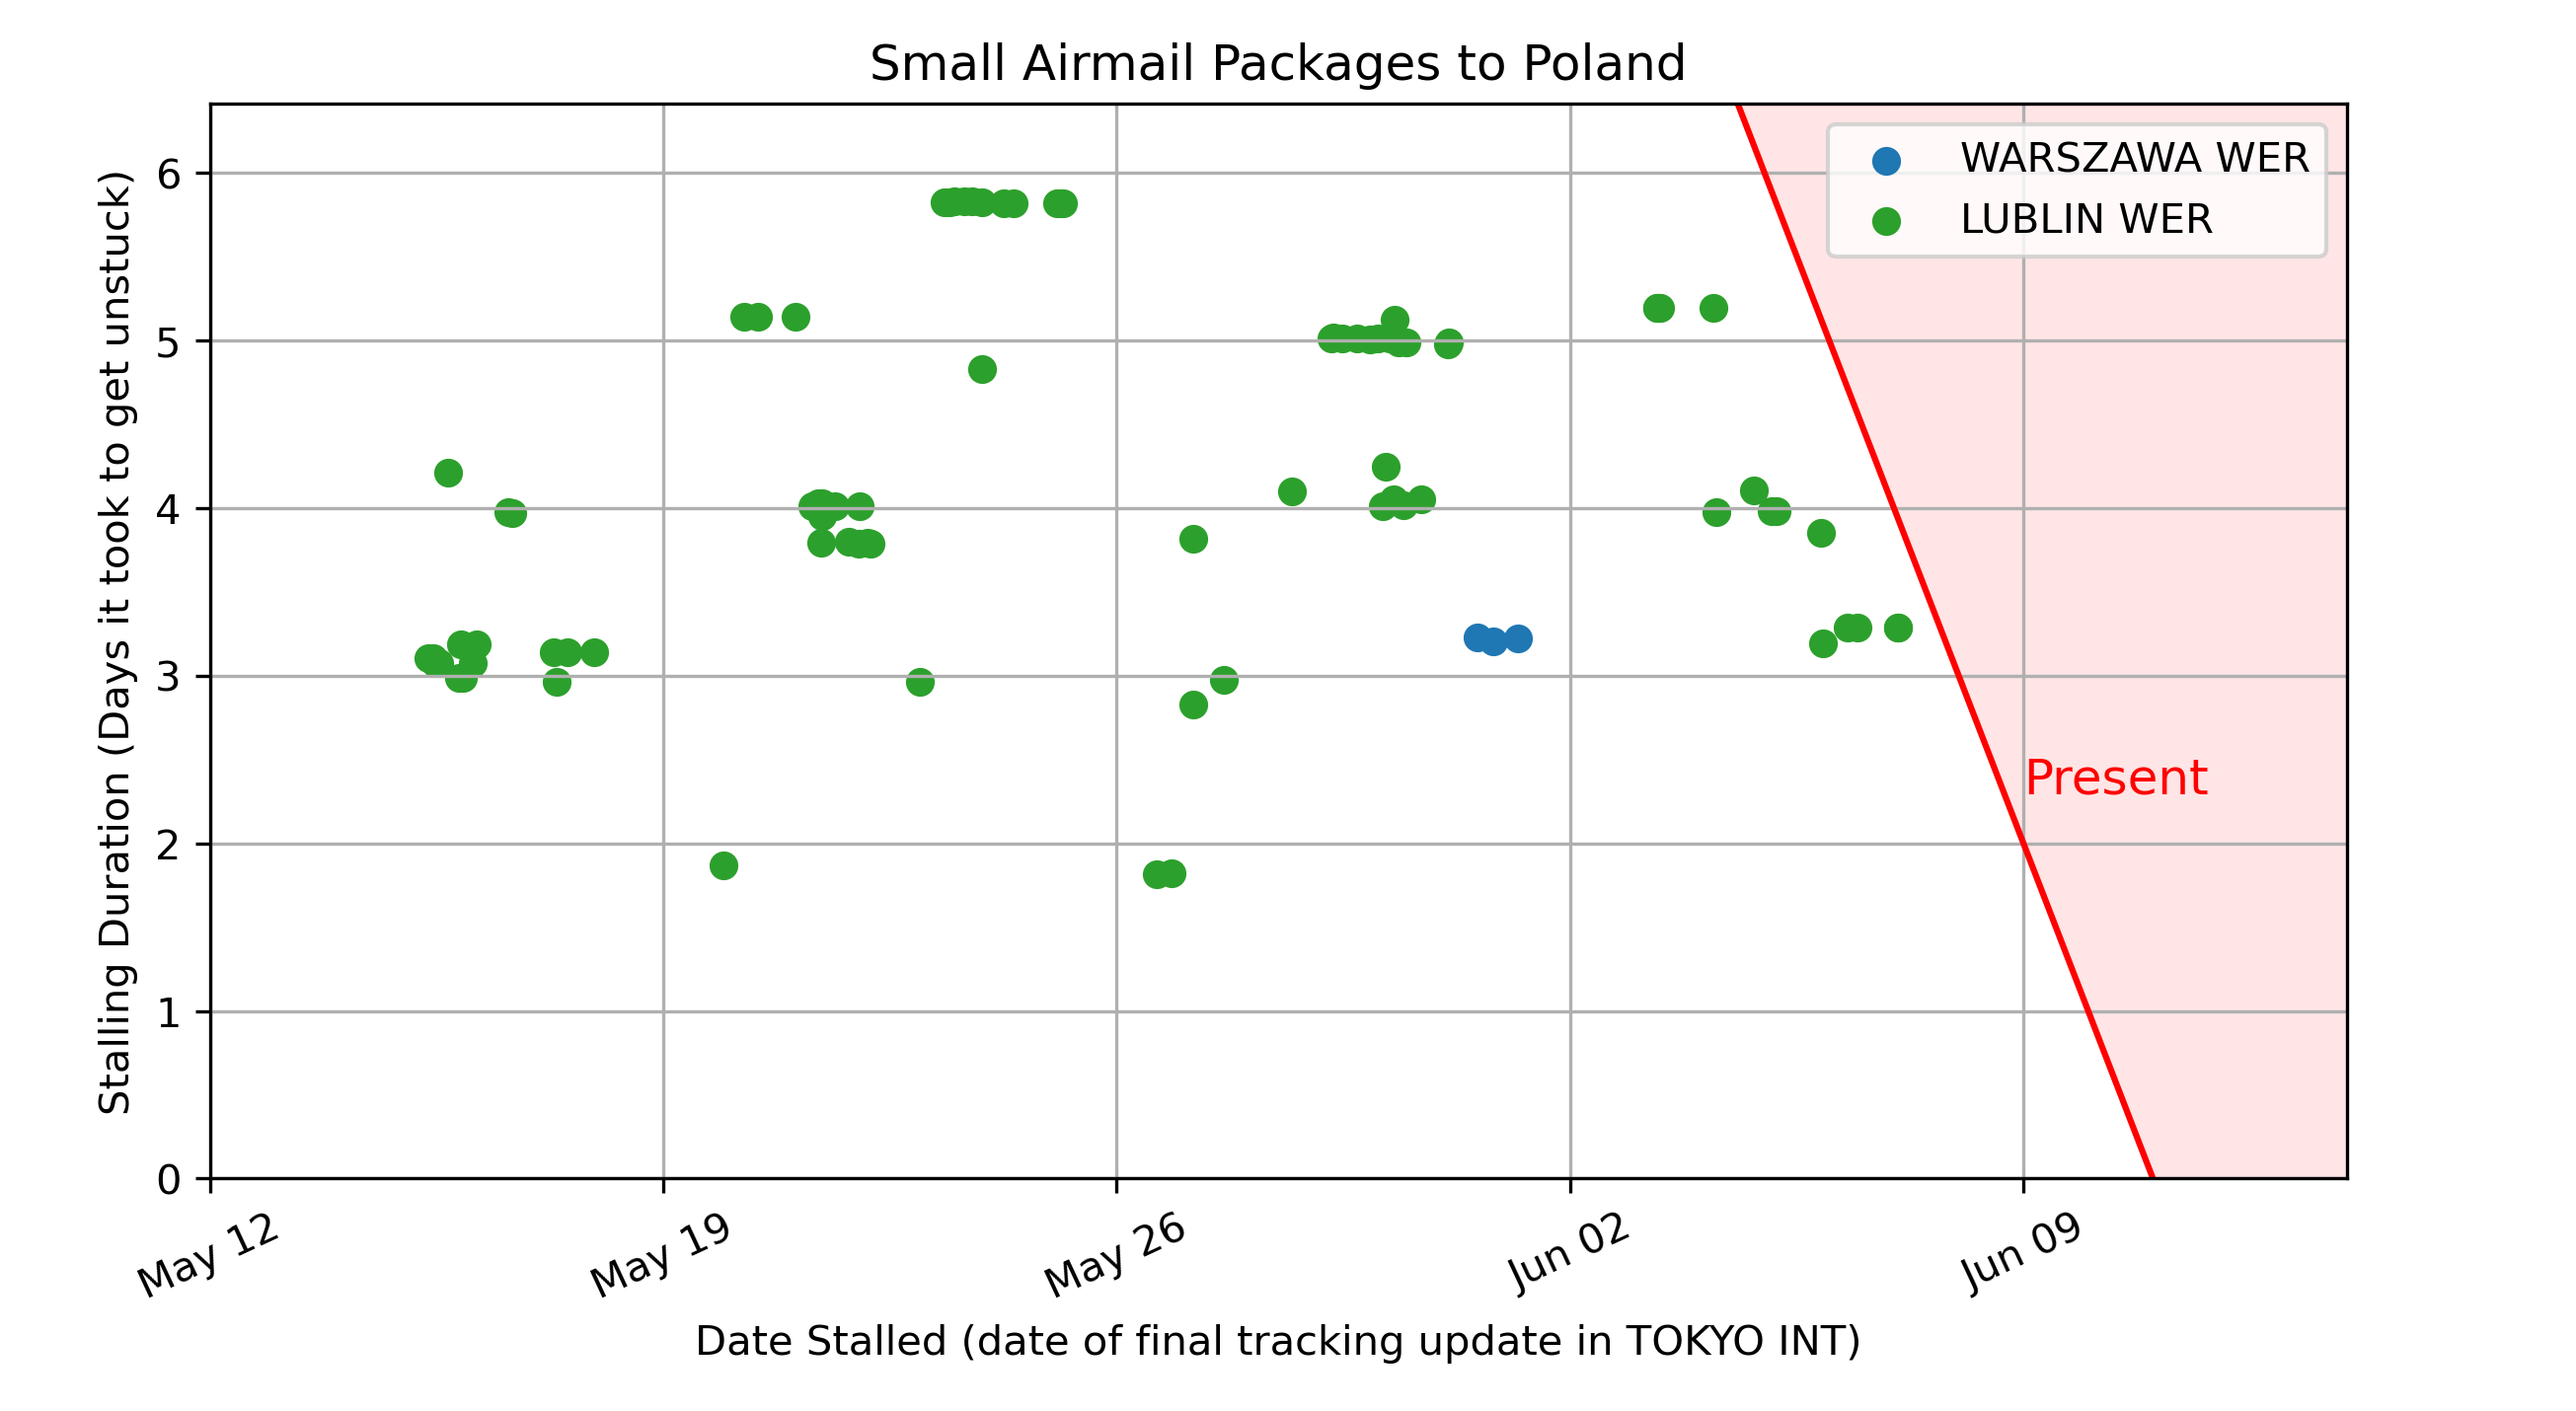 Small Airmail Packages to Poland
WARSZAWA WER
LUBLIN WER
Stalling Duration (Days it took to get unstuck)
6
5
4
3
2
1
0
Present
May 12
May 19
May 26
Jun 02
Jun 09
Date Stalled (date of final tracking update in TOKYO INT)